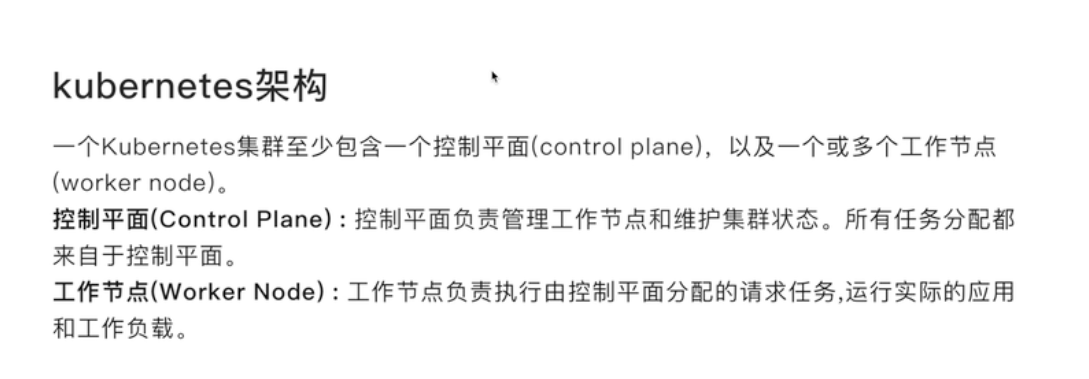 kubernetes架构
一个Kubernetes集群至少包含一个控制平面(control plane)，以及一个或多个工作节点
(worker node)。
控制平面(Control Plane) : 控制平面负责管理工作节点和维护集群状态。所有任务分配都
来自于控制平面。
工作节点(Worker Node) : 工作节点负责执行由控制平面分配的请求任务,运行实际的应用
和工作负载。